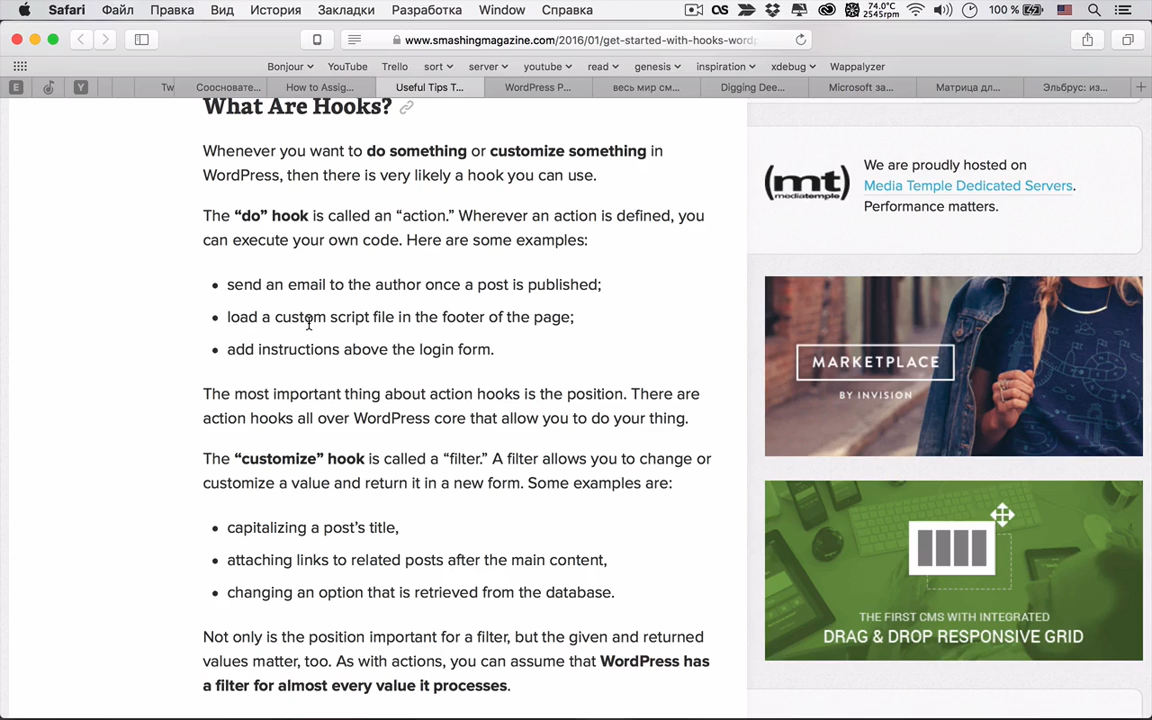 Safari Файл Правка Вид История Закладки Разработка Window Справка
74.0°C
2545rpm
100 %
www.smashingmagazine.com/2016/01/get-started-with-hooks-wordp
Bonjour YouTube Trello sort server youtube read genesis inspiration xdebug Wappalyzer
E Y Tw Соосновате... How to Assig... Useful Tips T... WordPress P... весь мир см... Digging Dee... Microsoft за... Матрица дл... Эльбрус: из...
What Are Hooks?
Whenever you want to do something or customize something in
WordPress, then there is very likely a hook you can use.
The “do” hook is called an “action.” Wherever an action is defined, you
can execute your own code. Here are some examples:
• send an email to the author once a post is published;
• load a custom script file in the footer of the page;
• add instructions above the login form.
The most important thing about action hooks is the position. There are
action hooks all over WordPress core that allow you to do your thing.
The “customize” hook is called a “filter.” A filter allows you to change or
customize a value and return it in a new form. Some examples are:
• capitalizing a post’s title,
• attaching links to related posts after the main content,
• changing an option that is retrieved from the database.
Not only is the position important for a filter, but the given and returned
values matter, too. As with actions, you can assume that WordPress has
a filter for almost every value it processes.
(mt)
mediatemple
We are proudly hosted on
Media Temple Dedicated Servers.
Performance matters.
MARKETPLACE
BY INVISION
THE FIRST CMS WITH INTEGRATED
DRAG & DROP RESPONSIVE GRID